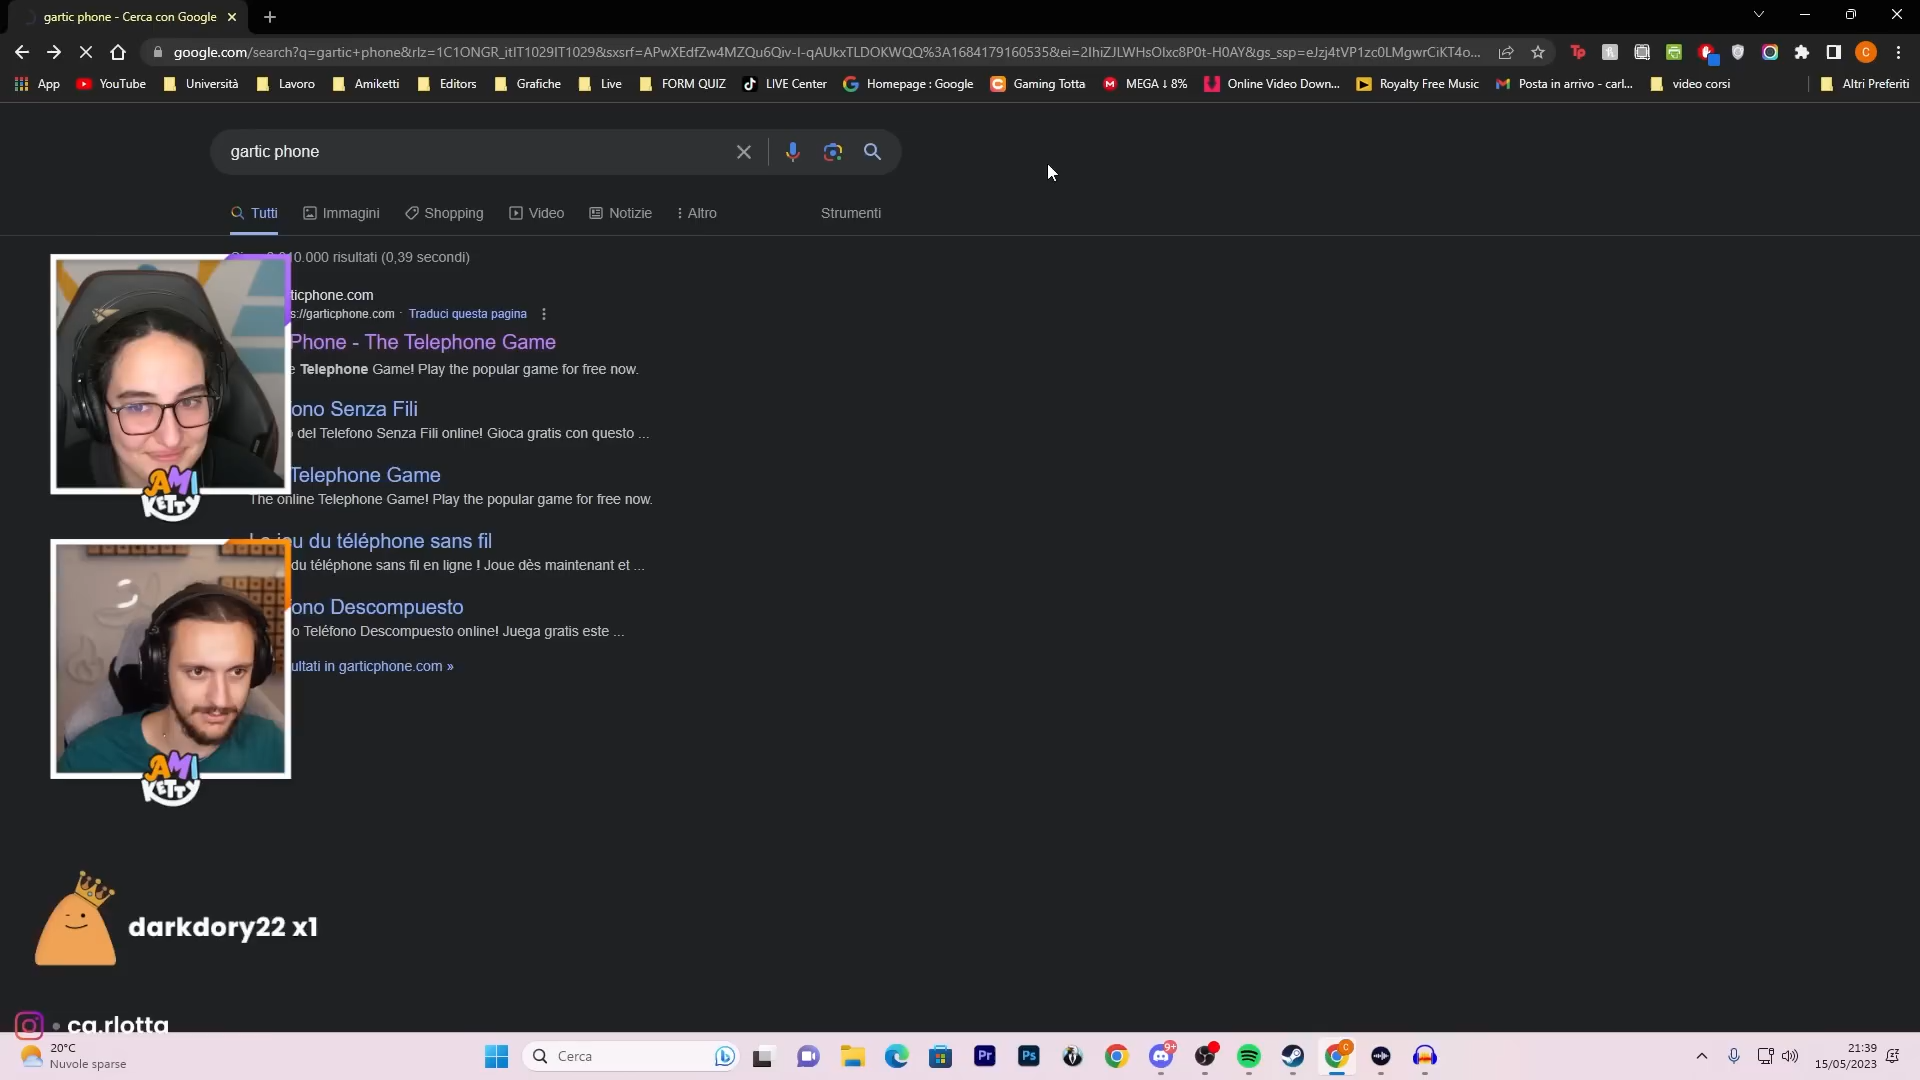 gartic phone - Cerca con Google
google.com/search?q=gartic+phone&rlz=1C1ONGR_itIT1029IT1029&sxsrf=APwXEdfZw4MZQu6Qiv-I-qAUkxTLDOKWQQ%3A1684179160535&ei=2IhiZJLWHsOIxc8P0t-H0AY&gs_ssp=eJzj4tVP1zc0LMgwrCiKT4o...
App YouTube Università Lavoro Amiketti Editors Grafiche Live FORM QUIZ LIVE Center Homepage : Google Gaming Totta MEGA ↓ 8% Online Video Down... Royalty Free Music Posta in arrivo - carl... video corsi Altri Preferiti
gartic phone
Tutti Immagini Shopping Video Notizie Altro Strumenti
0.000 risultati (0,39 secondi)
ticphone.com
s://garticphone.com · Traduci questa pagina
Phone - The Telephone Game
e Telephone Game! Play the popular game for free now.
ono Senza Fili
o del Telefono Senza Fili online! Gioca gratis con questo ...
Telephone Game
The online Telephone Game! Play the popular game for free now.
Le jeu du téléphone sans fil
du téléphone sans fil en ligne ! Joue dès maintenant et ...
ono Descompuesto
o Teléfono Descompuesto online! Juega gratis este ...
ultati in garticphone.com »
AMI
KETTY
AMI
KETTY
darkdory22 x1
ca.rlotta
20°C
Nuvole sparse
Cerca
Pr
Ps
9+
21:39
15/05/2023